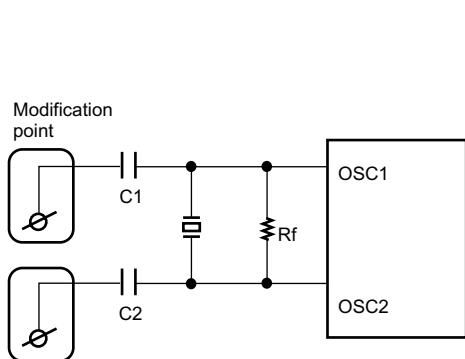 Modification
point
C1
OSC1
Rf
C2
OSC2